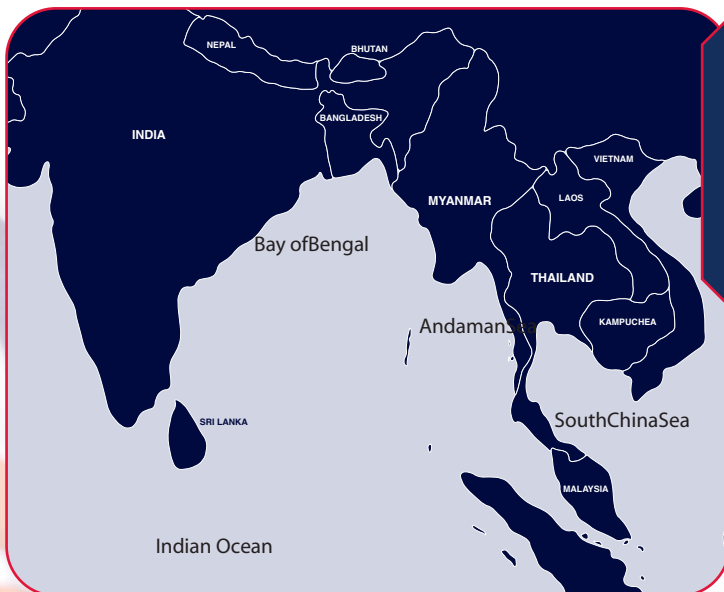 NEPAL
BHUTAN
BANGLADESH
INDIA
VIETNAM
MYANMAR
LAOS
Bay ofBengal
THAILAND
AndamanSea
KAMPUCHEA
SRI LANKA
SouthChinaSea
MALAYSIA
Indian Ocean